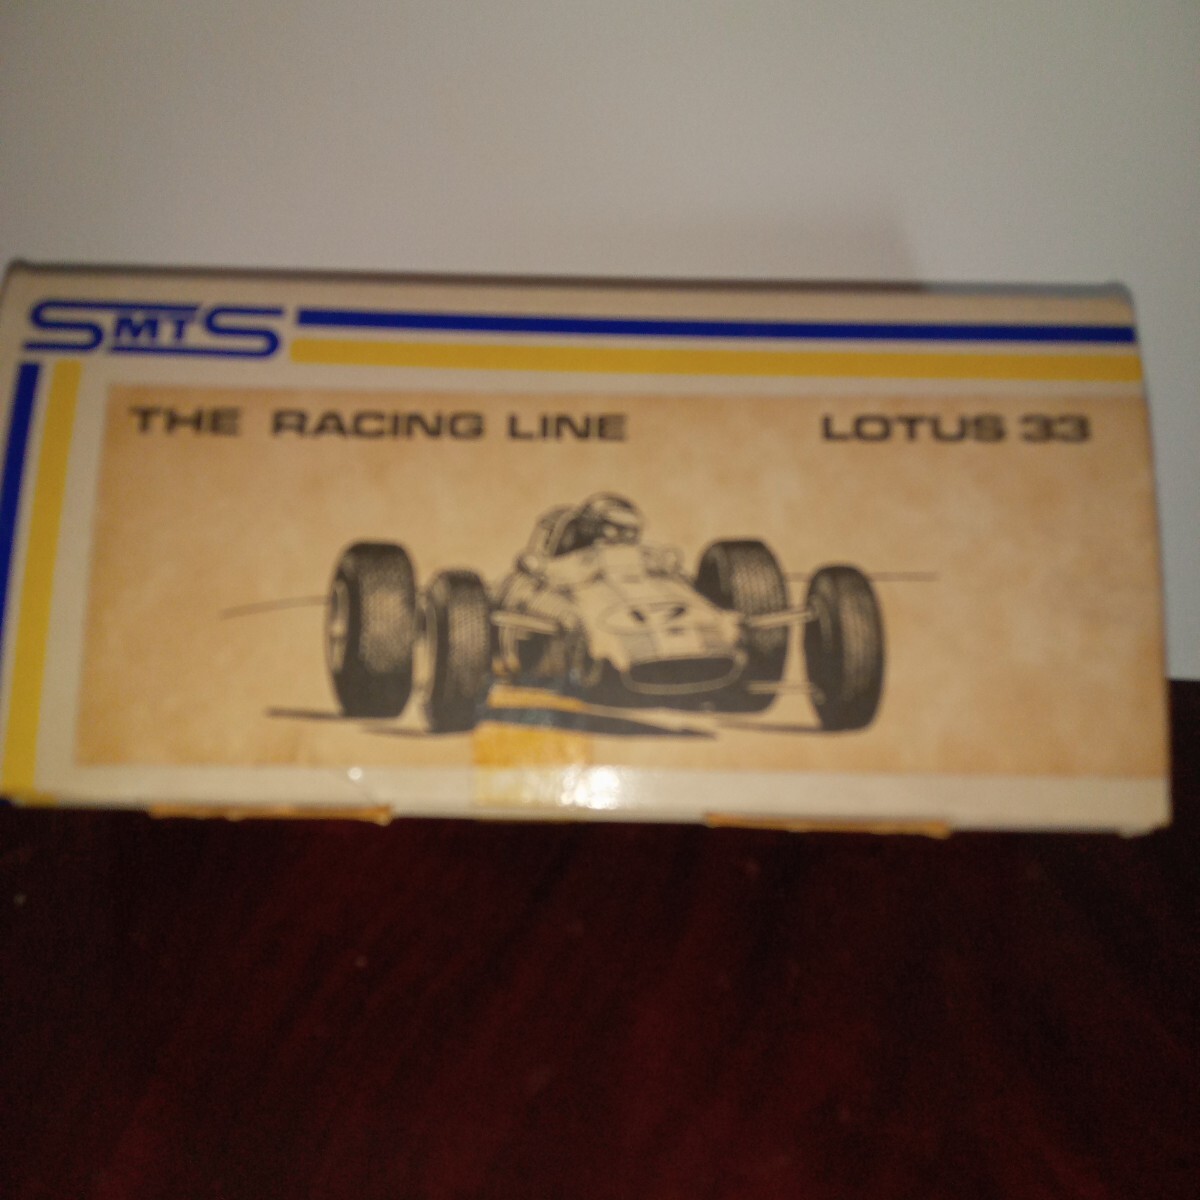 SMTS
THE RACING LINE LOTUS 33